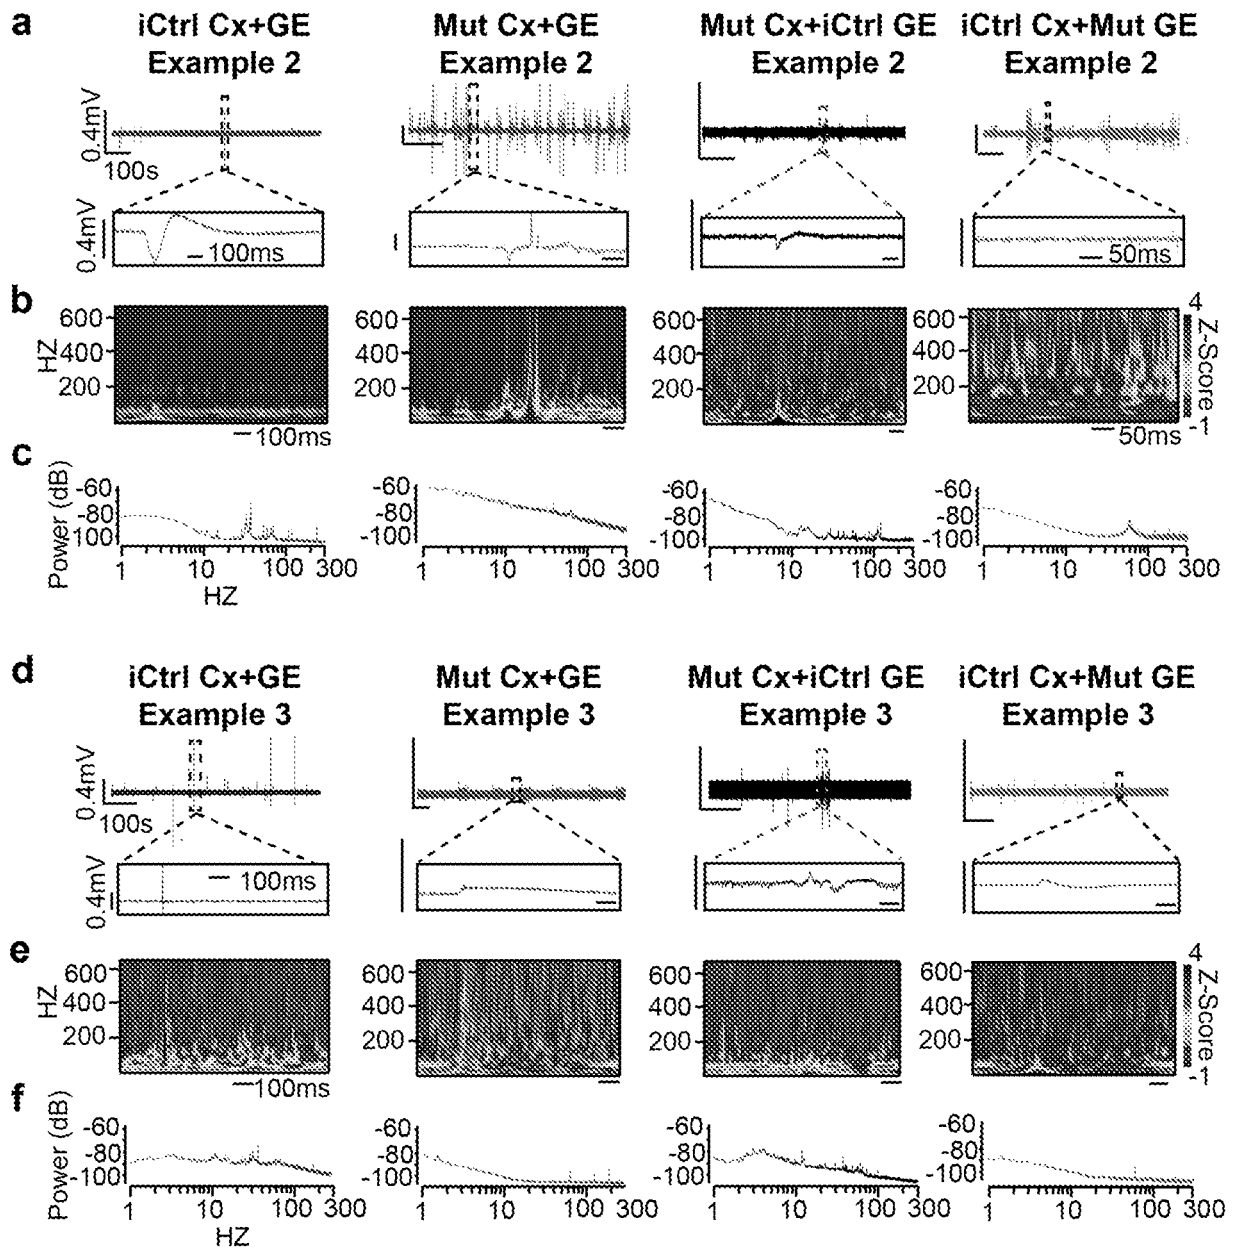 a
iCtrl Cx+GE
Example 2
Mut Cx+GE
Example 2
Mut Cx+iCtrl GE
Example 2
iCtrl Cx+Mut GE
Example 2
0.4mV
100s
0.4mV
100ms
50ms
b
HZ
600
400
200
100ms
600
400
200
600
400
200
600
400
200
50ms
4
Z-Score
-1
c
Power (dB)
-60
-80
100
1 10 100 300
HZ
-60
-80
-100
1 10 100 300
-60
-80
-100
1 10 100 300
-60
-80
-100
1 10 100 300
d
iCtrl Cx+GE
Example 3
Mut Cx+GE
Example 3
Mut Cx+iCtrl GE
Example 3
iCtrl Cx+Mut GE
Example 3
0.4mV
100s
0.4mV
100ms
e
HZ
600
400
200
100ms
600
400
200
600
400
200
600
400
200
4
Z-Score
-1
f
Power (dB)
-60
-80
-100
1 10 100 300
HZ
-60
-80
-100
1 10 100 300
-60
-80
-100
1 10 100 300
-60
-80
-100
1 10 100 300